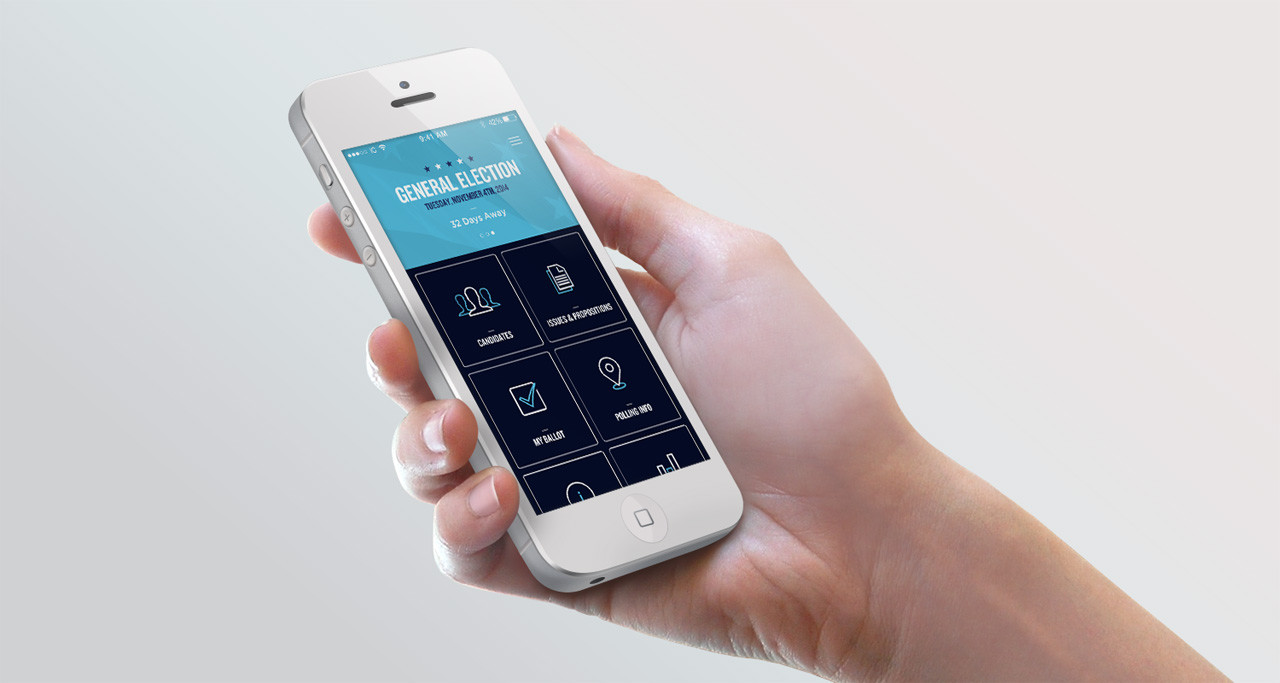 9:41 AM
42%
GENERAL ELECTION
TUESDAY, NOVEMBER 4TH, 2014
32 Days Away
CANDIDATES
ISSUES & PROPOSITIONS
MY BALLOT
POLLING INFO